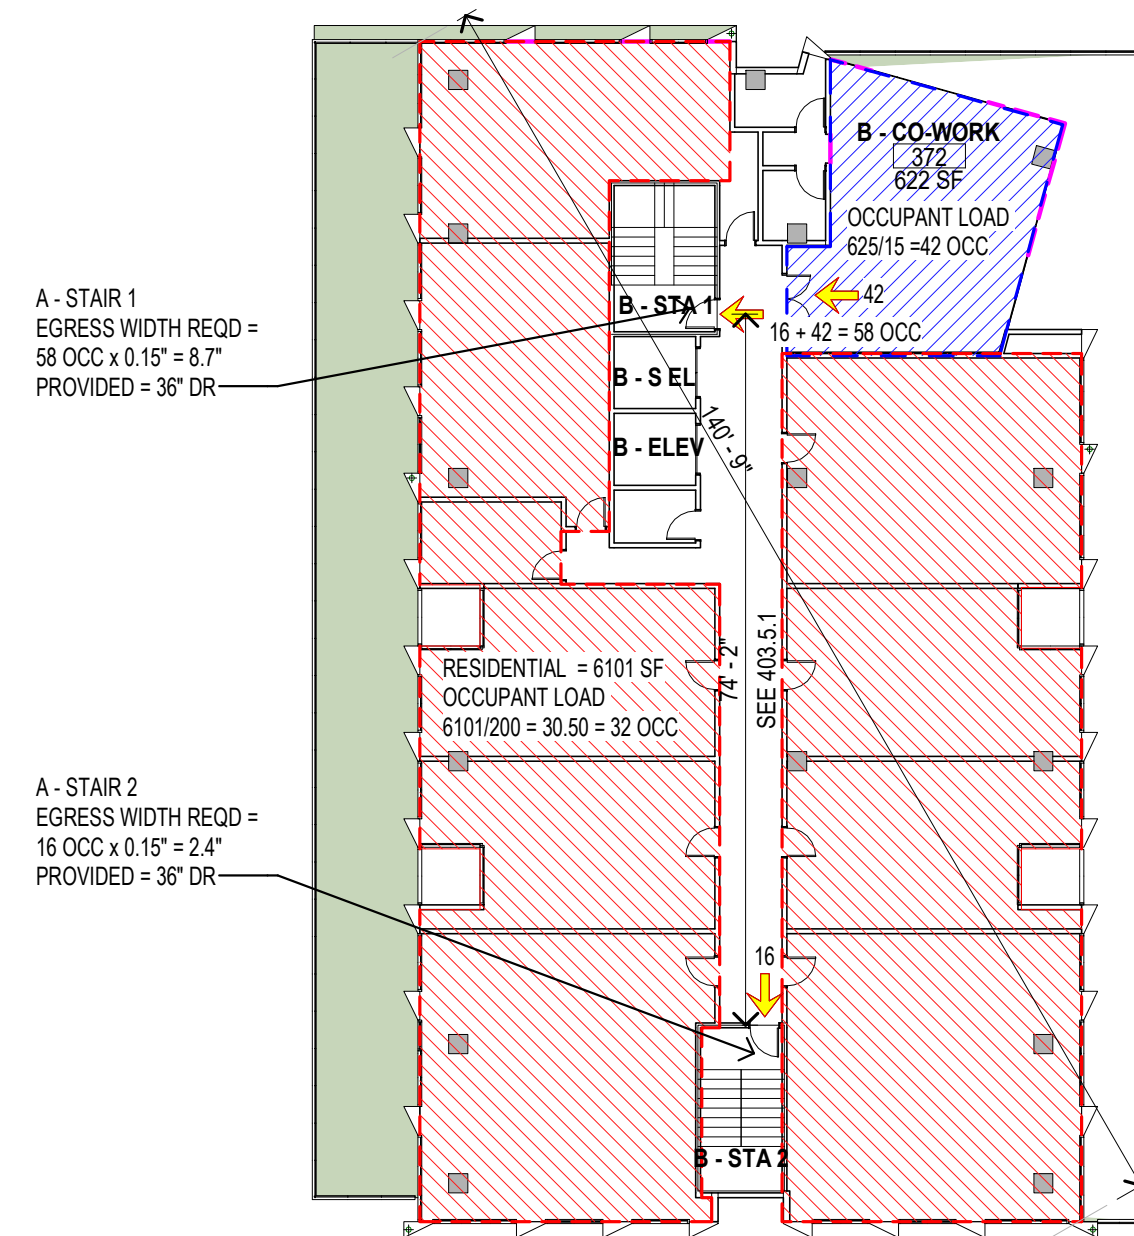 B - CO-WORK
372
622 SF
OCCUPANT LOAD
625/15 =42 OCC
42
16 + 42 = 58 OCC
A - STAIR 1
EGRESS WIDTH REQD =
58 OCC x 0.15" = 8.7"
PROVIDED = 36" DR
B - STA 1
B - S EL
B - ELEV
140' - 9"
74' - 2"
SEE 403.5.1
RESIDENTIAL = 6101 SF
OCCUPANT LOAD
6101/200 = 30.50 = 32 OCC
A - STAIR 2
EGRESS WIDTH REQD =
16 OCC x 0.15" = 2.4"
PROVIDED = 36" DR
16
B - STA 2